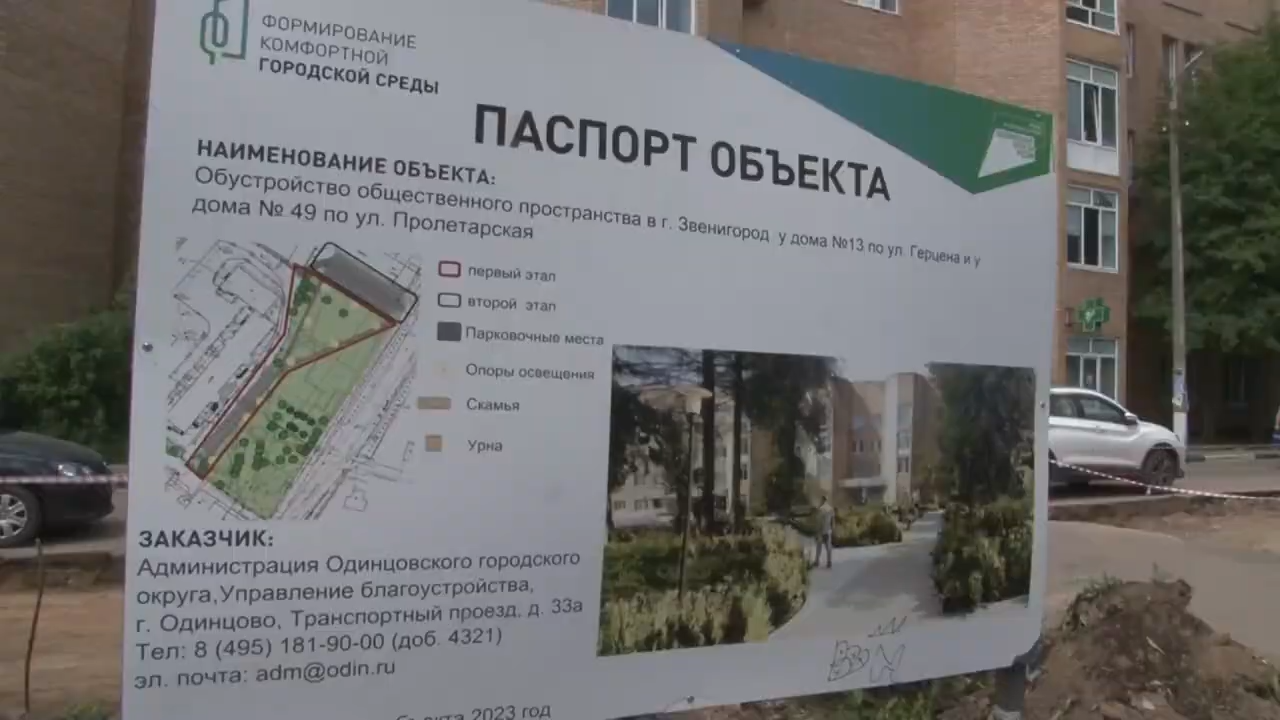 ФОРМИРОВАНИЕ
КОМФОРТНОЙ
ГОРОДСКОЙ СРЕДЫ
ПАСПОРТ ОБЪЕКТА
НАИМЕНОВАНИЕ ОБЪЕКТА:
Обустройство общественного пространства в г. Звенигород у дома №13 по ул. Герцена и у
дома № 49 по ул. Пролетарская
первый этап
второй этап
Парковочные места
Опоры освещения
Скамья
Урна
ЗАКАЗЧИК:
Администрация Одинцовского городского
округа,Управление благоустройства,
г. Одинцово, Транспортный проезд, д. 33а
Тел: 8 (495) 181-90-00 (доб. 4321)
эл. почта: adm@odin.ru
2023 год